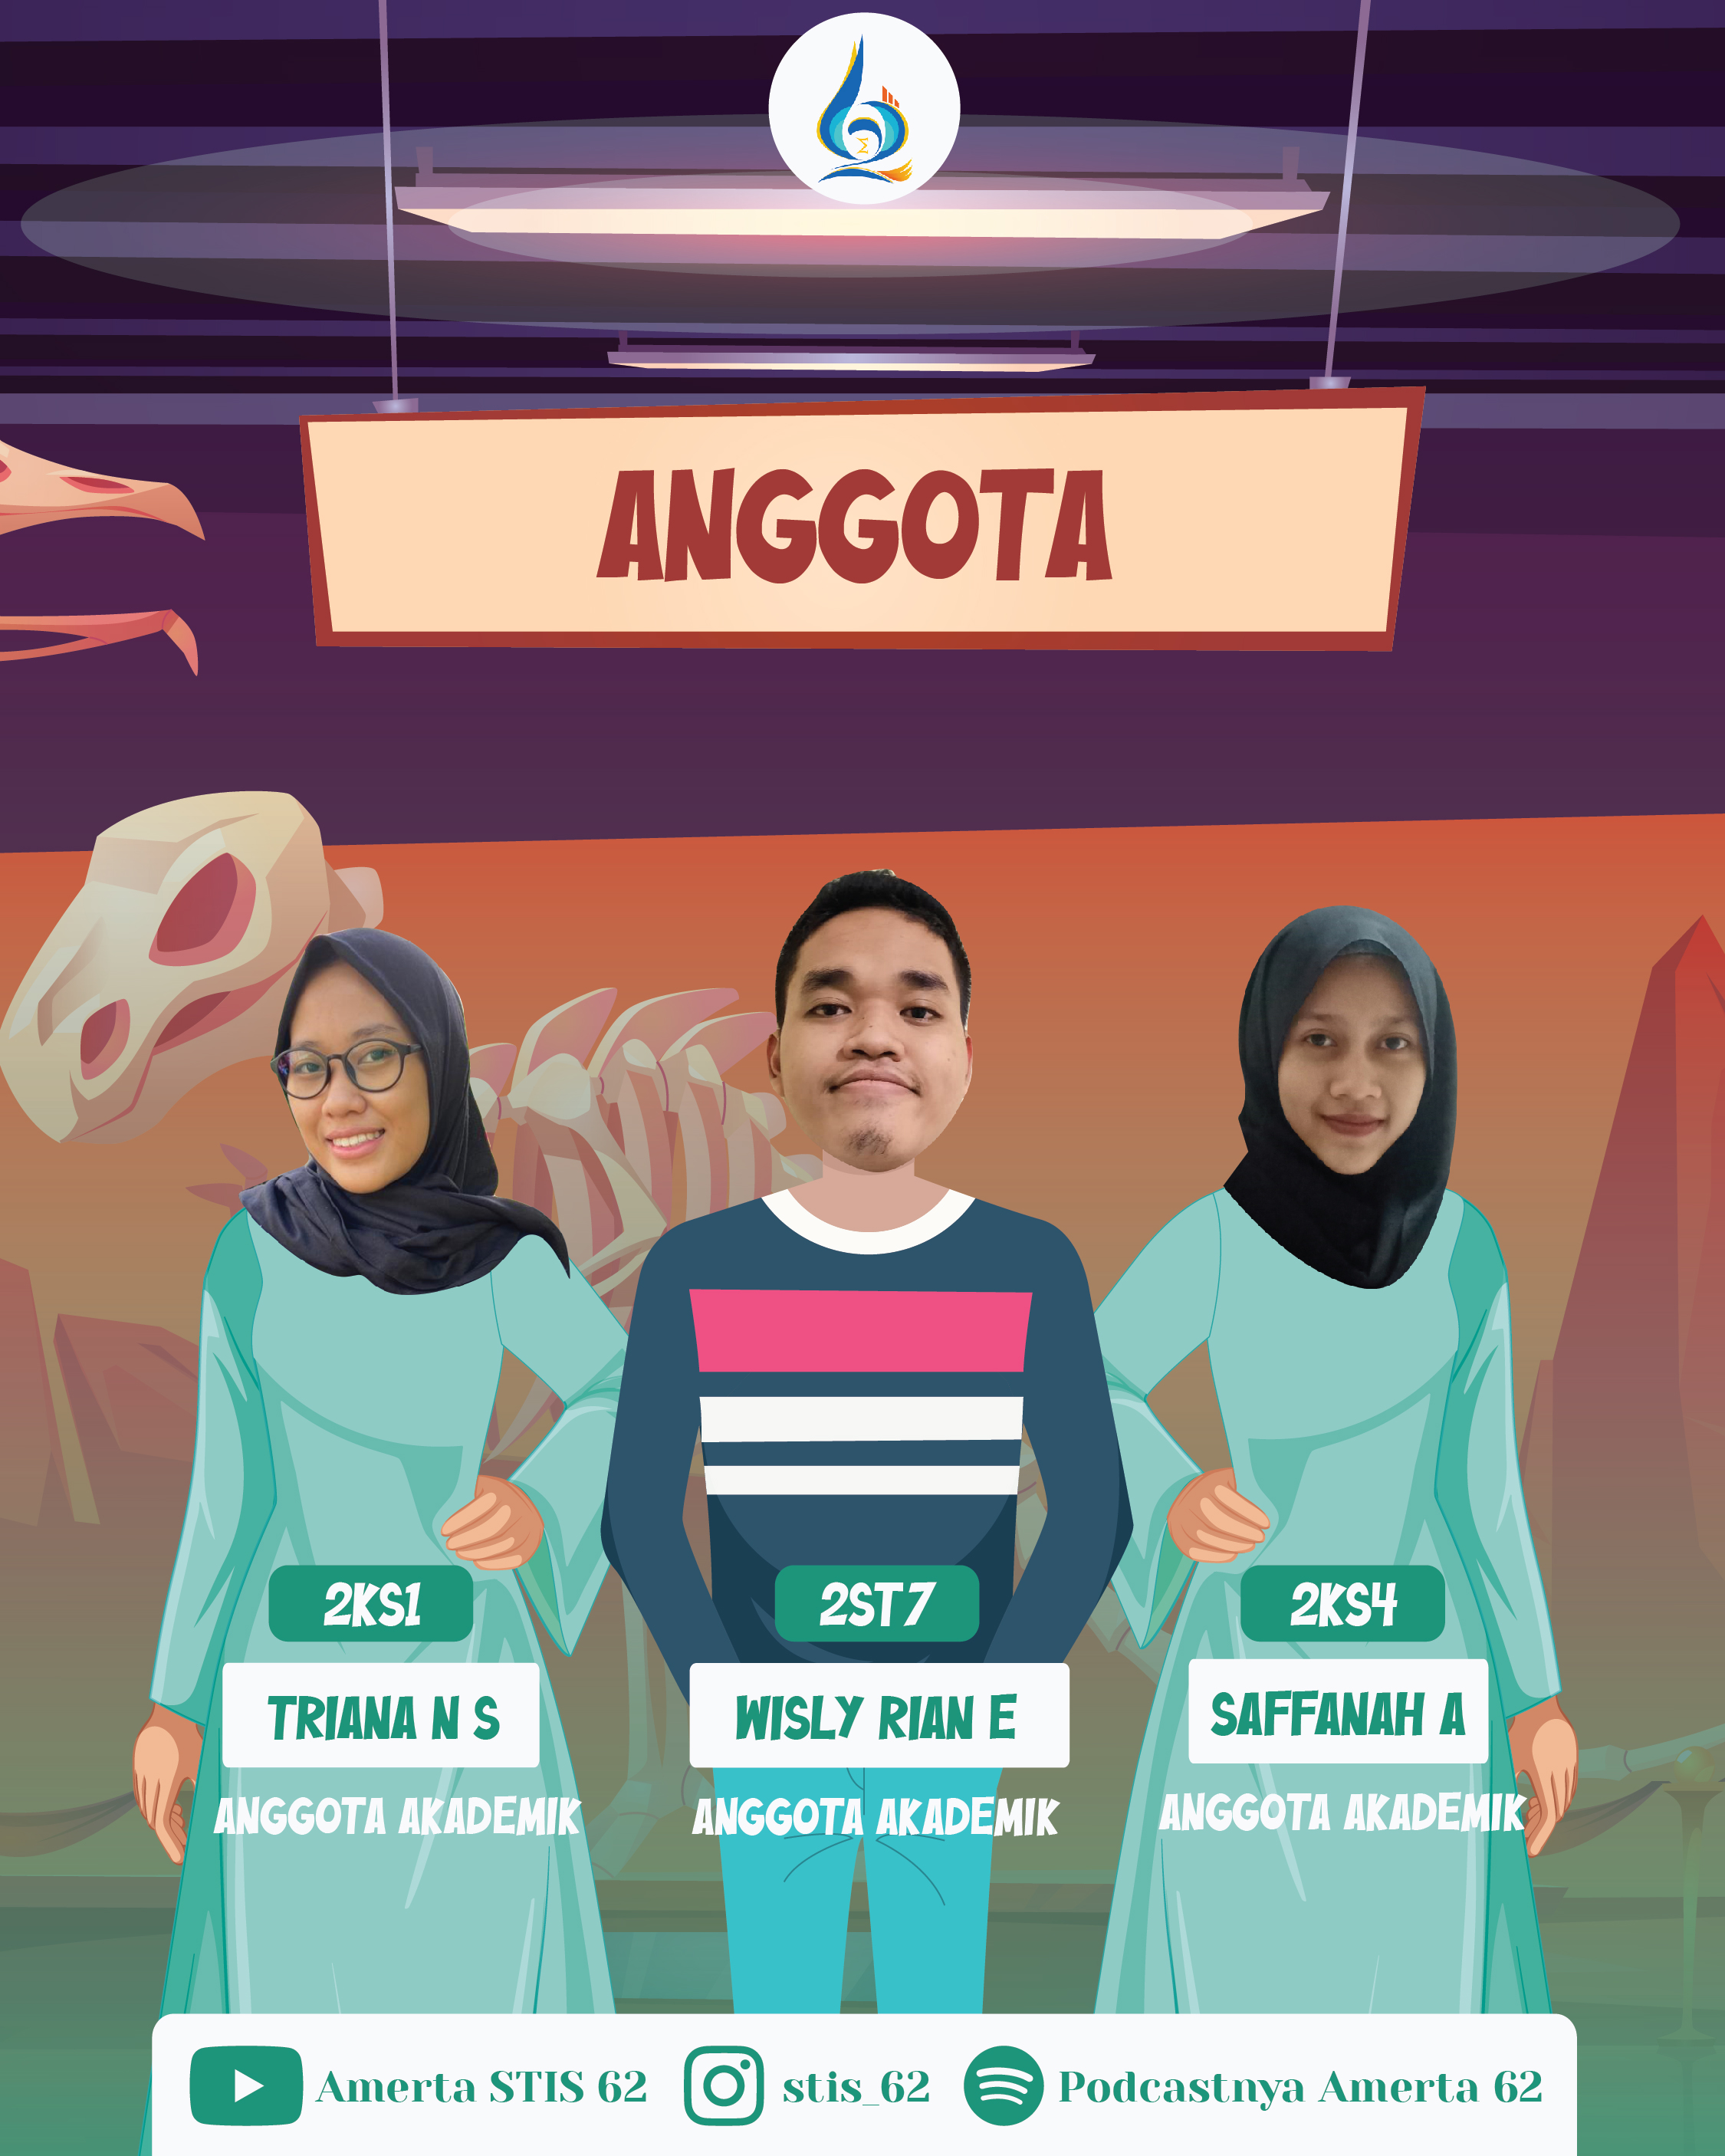 ANGGOTA
2KS1
2ST7
2KS4
TRIANA N S
WISLY RIAN E
SAFFANAH A
ANGGOTA AKADEMIK
ANGGOTA AKADEMIK
ANGGOTA AKADEMIK
Amerta STIS 62
stis_62
Podcastnya Amerta 62